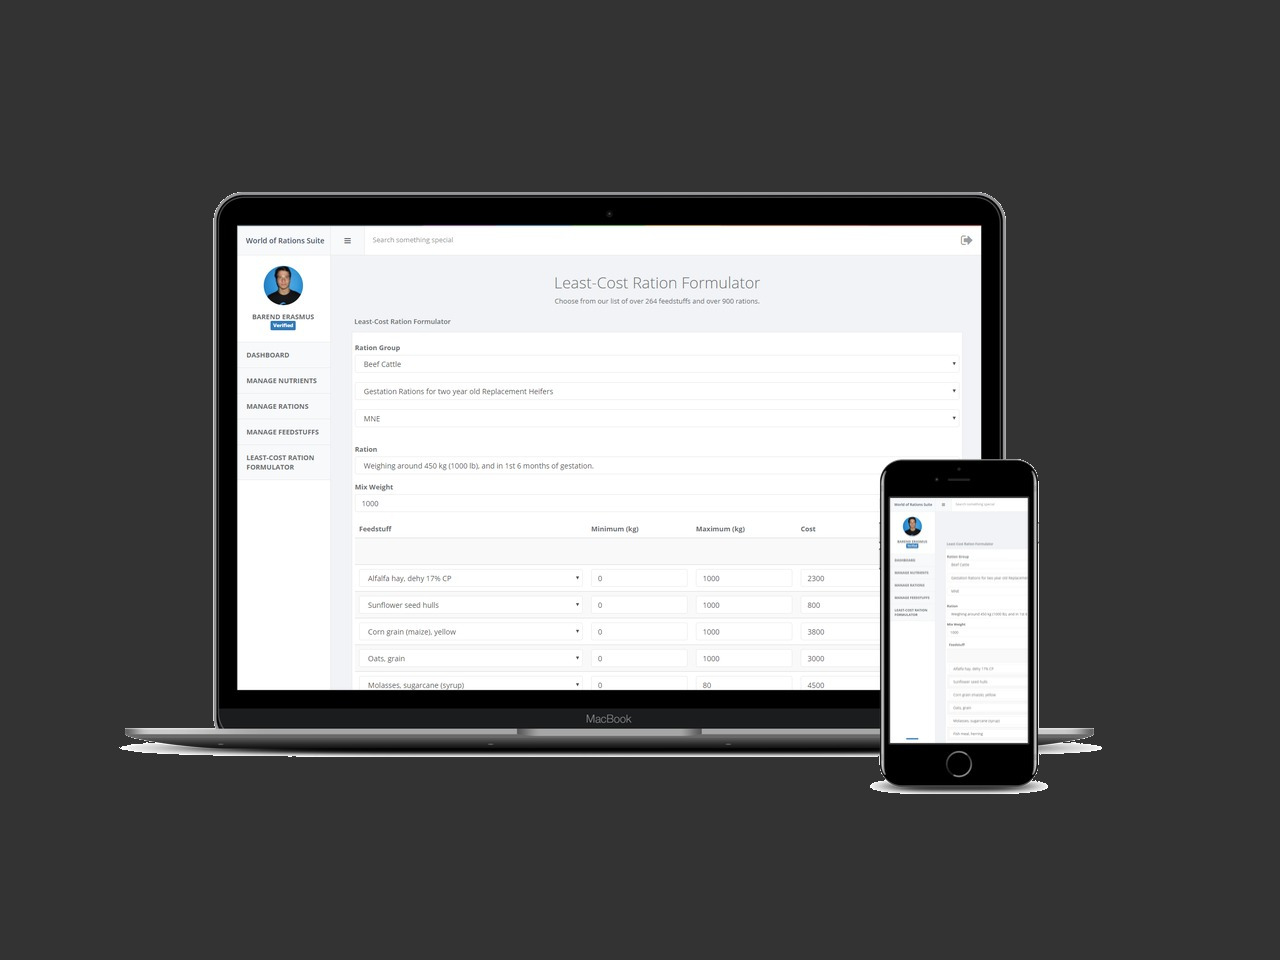 World of Rations Suite
Search something special
BAREND ERASMUS
Verified
DASHBOARD
MANAGE NUTRIENTS
MANAGE RATIONS
MANAGE FEEDSTUFFS
LEAST-COST RATION
FORMULATOR
Least-Cost Ration Formulator
Choose from our list of over 264 feedstuffs and over 900 rations.
Least-Cost Ration Formulator
Ration Group
Beef Cattle
Gestation Rations for two year old Replacement Heifers
MNE
Ration
Weighing around 450 kg (1000 lb), and in 1st 6 months of gestation.
Mix Weight
1000
Feedstuff Minimum (kg) Maximum (kg) Cost
Alfalfa hay, dehy 17% CP 0 1000 2300
Sunflower seed hulls 0 1000 800
Corn grain (maize), yellow 0 1000 3800
Oats, grain 0 1000 3000
Molasses, sugarcane (syrup) 0 80 4500
MacBook
World of Rations Suite
Search something special
BAREND ERASMUS
Verified
DASHBOARD
MANAGE NUTRIENTS
MANAGE RATIONS
MANAGE FEEDSTUFFS
LEAST-COST RATION
FORMULATOR
Least-Cost Ration Formulator
Ration Group
Beef Cattle
Gestation Rations for two year old Replacemen
MNE
Ration
Weighing around 450 kg (1000 lb), and in 1st 6
Mix Weight
1000
Feedstuff
Alfalfa hay, dehy 17% CP
Sunflower seed hulls
Corn grain (maize), yellow
Oats, grain
Molasses, sugarcane (syrup)
Fish meal, herring